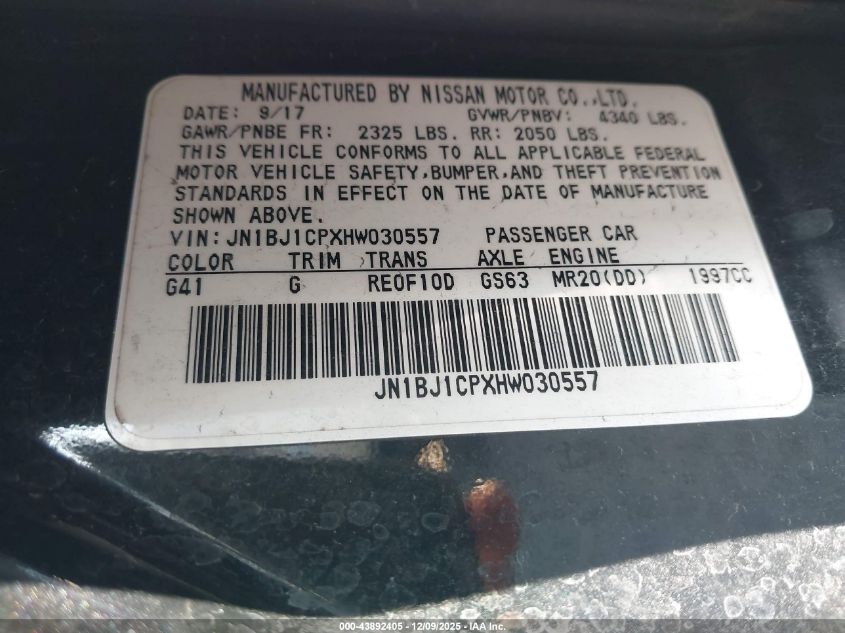 MANUFACTURED BY NISSAN MOTOR CO.,LTD.
DATE: 9/17 GVWR/PNBV: 4340 LBS.
GAWR/PNBE FR: 2325 LBS. RR: 2050 LBS.
THIS VEHICLE CONFORMS TO ALL APPLICABLE FEDERAL
MOTOR VEHICLE SAFETY,BUMPER,AND THEFT PREVENTION
STANDARDS IN EFFECT ON THE DATE OF MANUFACTURE
SHOWN ABOVE.
VIN: JN1BJ1CPXHW030557 PASSENGER CAR
COLOR TRIM TRANS AXLE ENGINE
G41 G RE0F10D GS63 MR20(DD) 1997CC
JN1BJ1CPXHW030557
000-43892405 - 12/09/2025 - IAA Inc.